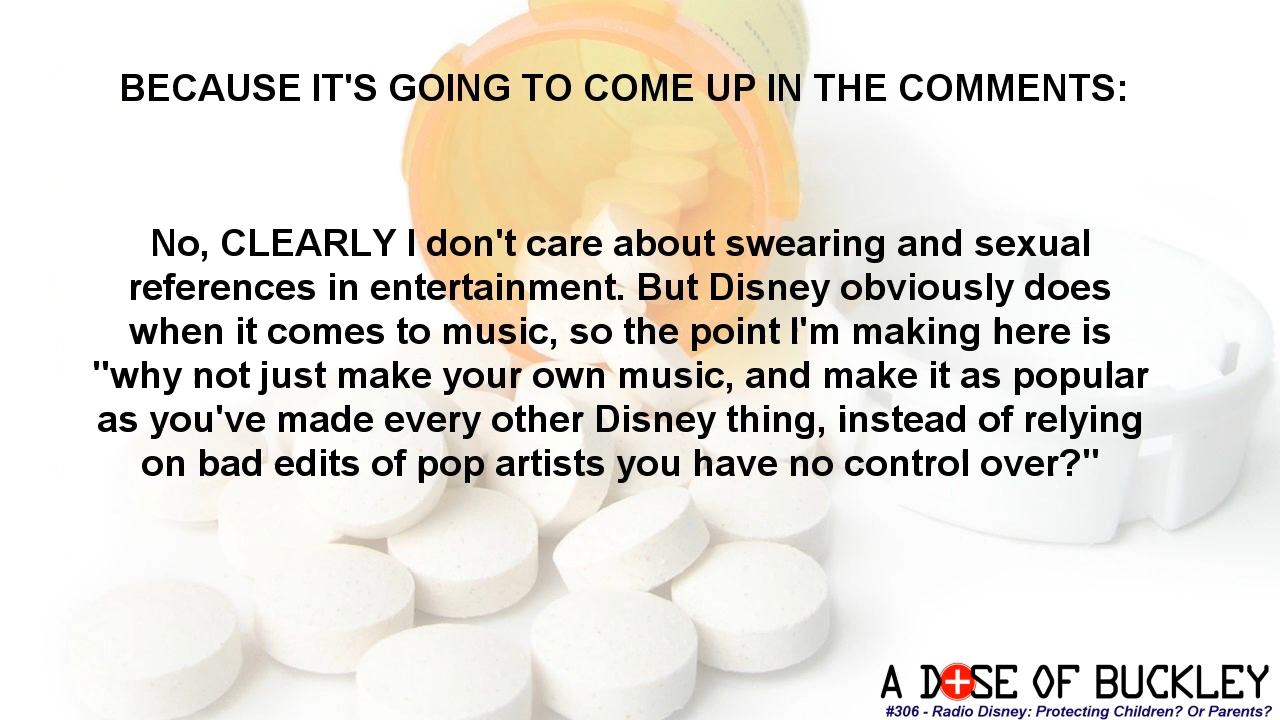 BECAUSE IT'S GOING TO COME UP IN THE COMMENTS:
No, CLEARLY I don't care about swearing and sexual
references in entertainment. But Disney obviously does
when it comes to music, so the point I'm making here is
"why not just make your own music, and make it as popular
as you've made every other Disney thing, instead of relying
on bad edits of pop artists you have no control over?"
A DOSE OF BUCKLEY
#306 - Radio Disney: Protecting Children? Or Parents?